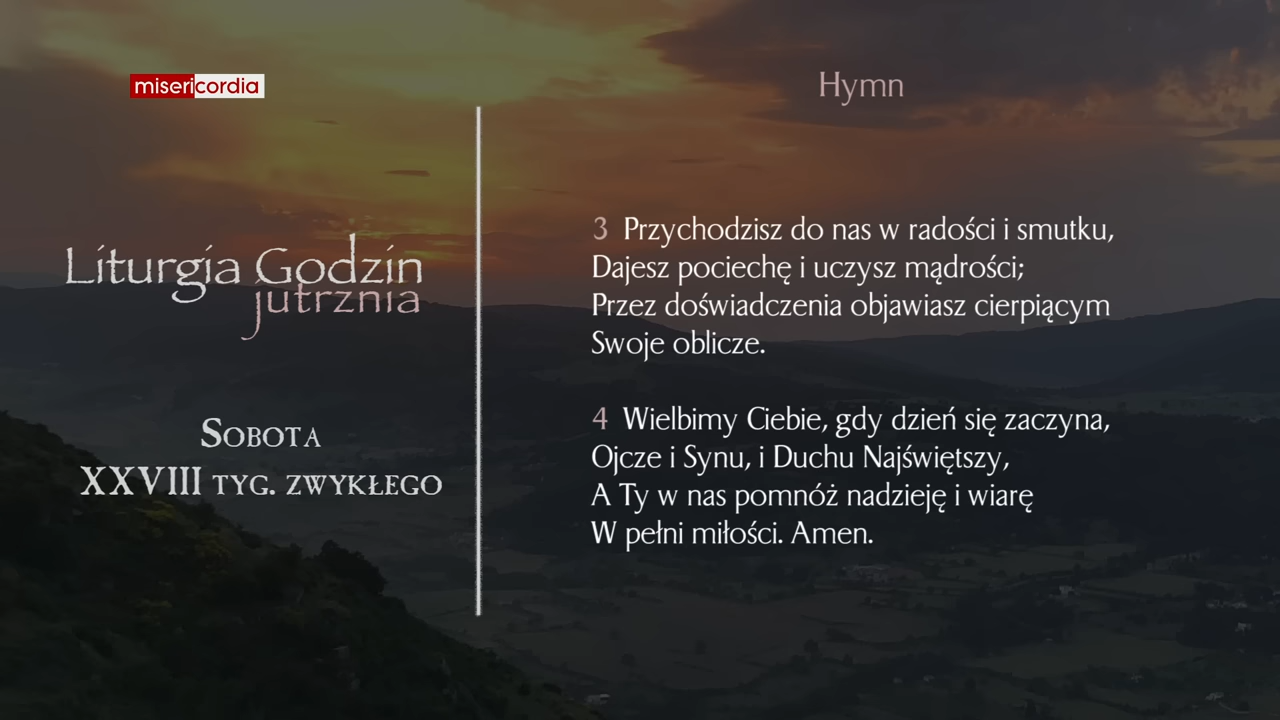 misericordia
Liturgia Godzin
jutrznia
Sobota
XXVIII tyg. zwykłego
Hymn
3 Przychodzisz do nas w radości i smutku,
Dajesz pociechę i uczysz mądrości;
Przez doświadczenia objawiasz cierpiącym
Swoje oblicze.
4 Wielbimy Ciebie, gdy dzień się zaczyna,
Ojcze i Synu, i Duchu Najświętszy,
A Ty w nas pomnóż nadzieję i wiarę
W pełni miłości. Amen.